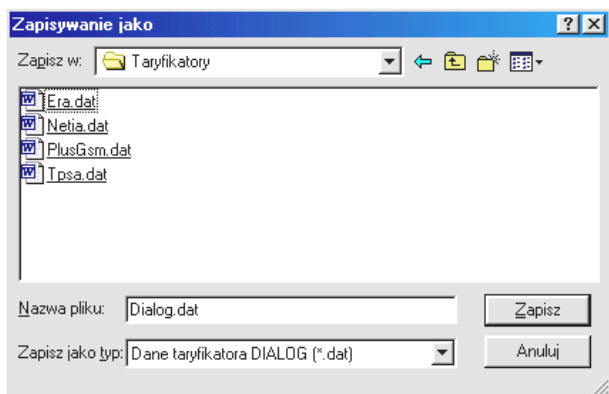 Zapisywanie jako
Zapisz w: Taryfikatory
Era.dat
Netia.dat
PlusGsm.dat
Tpsa.dat
Nazwa pliku: Dialog.dat Zapisz
Zapisz jako typ: Dane taryfikatora DIALOG (*.dat) Anuluj